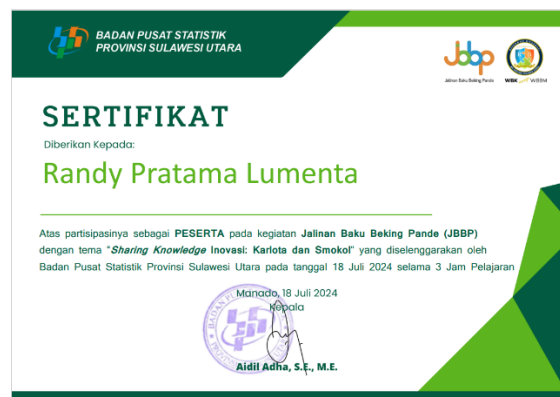 BADAN PUSAT STATISTIK
PROVINSI SULAWESI UTARA
Jbbp
Jalinan Baku Beking Pande
WBK WBBM
SERTIFIKAT
Diberikan Kepada:
Randy Pratama Lumenta
Atas partisipasinya sebagai PESERTA pada kegiatan Jalinan Baku Beking Pande (JBBP)
dengan tema "Sharing Knowledge Inovasi: Karlota dan Smokol" yang diselenggarakan oleh
Badan Pusat Statistik Provinsi Sulawesi Utara pada tanggal 18 Juli 2024 selama 3 Jam Pelajaran
Manado, 18 Juli 2024
Kepala
Aidil Adha, S.E., M.E.